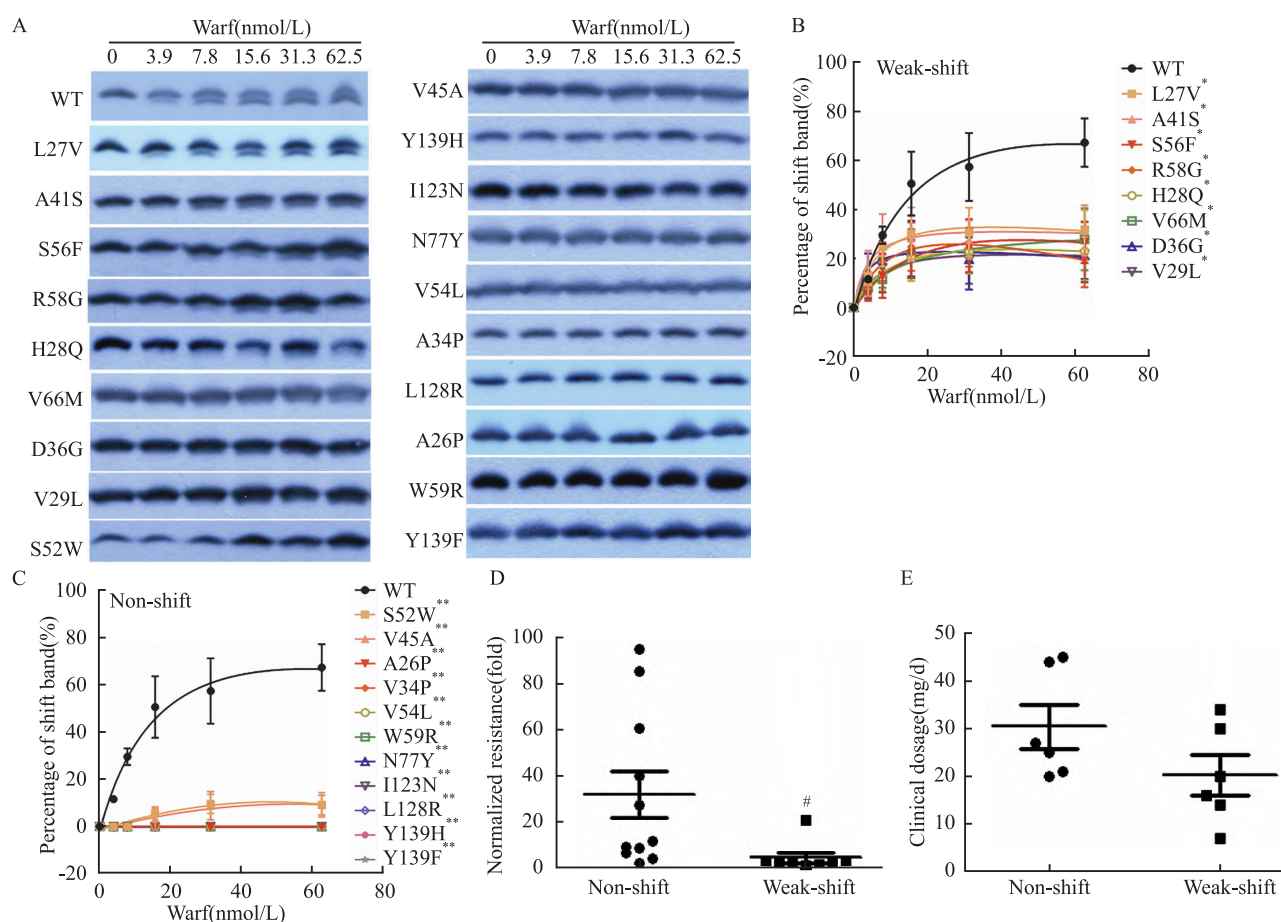 A
Warf(nmol/L)
0 3.9 7.8 15.6 31.3 62.5
WT
L27V
A41S
S56F
R58G
H28Q
V66M
D36G
V29L
S52W
Warf(nmol/L)
0 3.9 7.8 15.6 31.3 62.5
V45A
Y139H
I123N
N77Y
V54L
A34P
L128R
A26P
W59R
Y139F
B
Weak-shift
Percentage of shift band(%)
100
80
60
40
20
0
-20
0 20 40 60 80
Warf(nmol/L)
WT
L27V*
A41S*
S56F*
R58G*
H28Q*
V66M*
D36G*
V29L*
C
Non-shift
Percentage of shift band(%)
100
80
60
40
20
0
-20
0 20 40 60 80
Warf(nmol/L)
WT
S52W**
V45A**
A26P**
V34P**
V54L**
W59R**
N77Y**
I123N**
L128R**
Y139H**
Y139F**
D
Normalized resistance(fold)
100
80
60
40
20
0
#
Non-shift Weak-shift
E
Clinical dosage(mg/d)
50
40
30
20
10
0
Non-shift Weak-shift